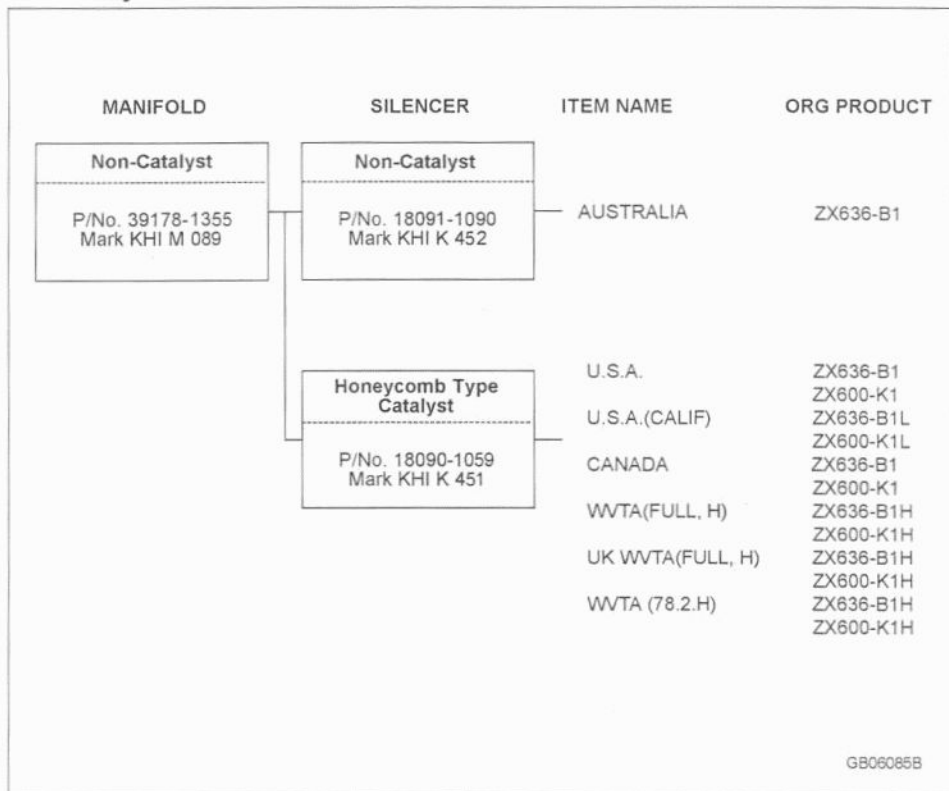 MANIFOLD SILENCER ITEM NAME ORG PRODUCT
Non-Catalyst
P/No. 39178-1355
Mark KHI M 089
Non-Catalyst
P/No. 18091-1090
Mark KHI K 452
AUSTRALIA ZX636-B1
Honeycomb Type
Catalyst
P/No. 18090-1059
Mark KHI K 451
U.S.A. ZX636-B1
ZX600-K1
U.S.A.(CALIF) ZX636-B1L
ZX600-K1L
CANADA ZX636-B1
ZX600-K1
WVTA(FULL, H) ZX636-B1H
ZX600-K1H
UK WVTA(FULL, H) ZX636-B1H
ZX600-K1H
WVTA (78.2.H) ZX636-B1H
ZX600-K1H
GB06085B